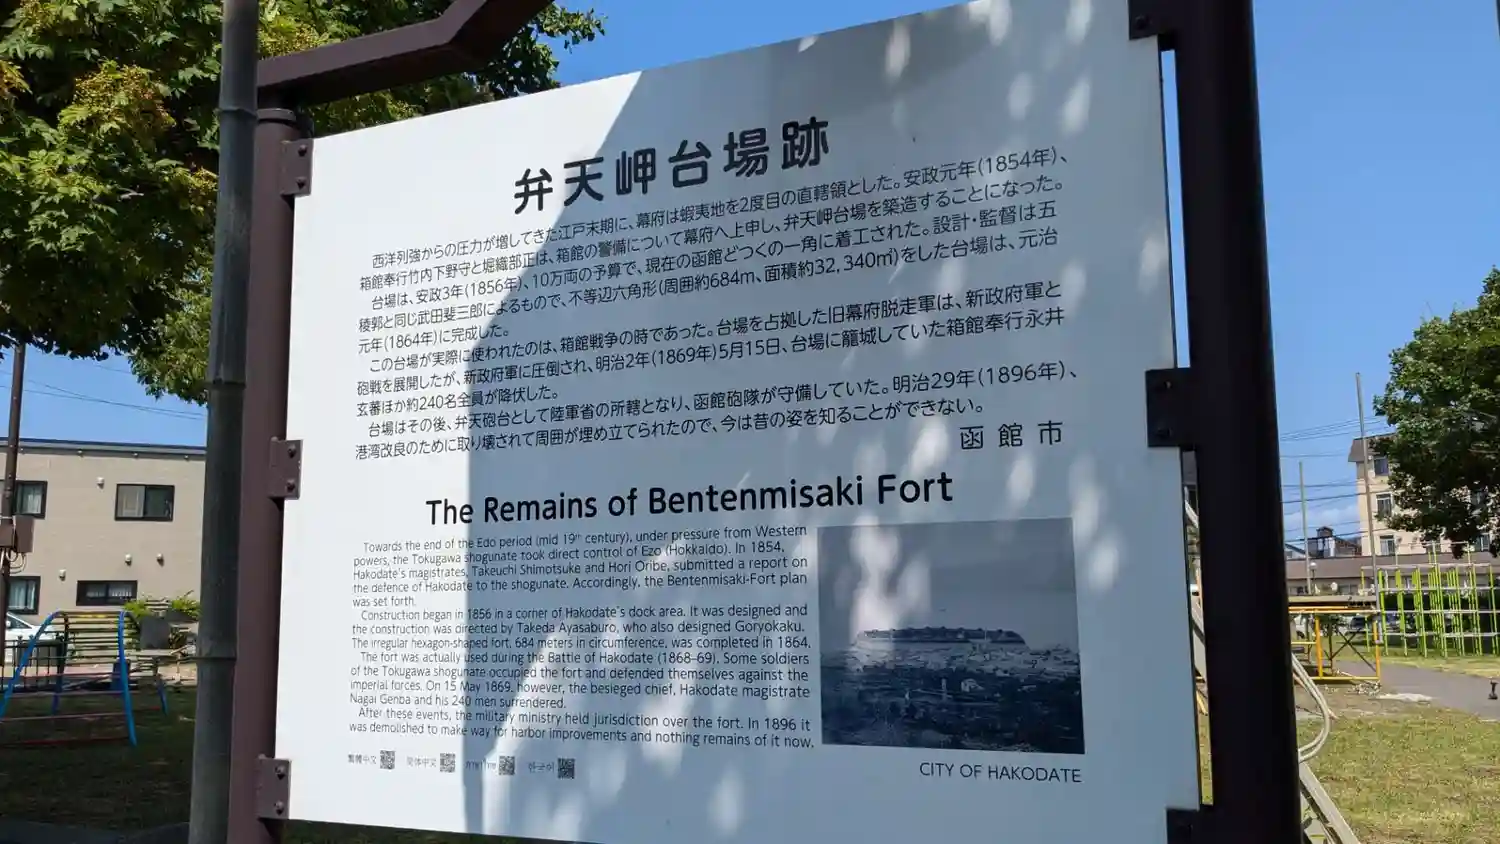 弁天岬台場跡
西洋列強からの圧力が増してきた江戸末期に、幕府は蝦夷地を2度目の直轄領とした。安政元年(1854年)、
箱館奉行竹内下野守と堀織部正は、箱館の警備について幕府へ上申し、弁天岬台場を築造することになった。
台場は、安政3年(1856年)、10万両の予算で、現在の函館どつくの一角に着工された。設計・監督は五
稜郭と同じ武田斐三郎によるもので、不等辺六角形(周囲約684m、面積約32,340㎡)をした台場は、元治
元年(1864年)に完成した。
この台場が実際に使われたのは、箱館戦争の時であった。台場を占拠した旧幕府脱走軍は、新政府軍と
砲戦を展開したが、新政府軍に圧倒され、明治2年(1869年)5月15日、台場に籠城していた箱館奉行永井
玄蕃ほか約240名全員が降伏した。
台場はその後、弁天砲台として陸軍省の所轄となり、函館砲隊が守備していた。明治29年(1896年)、
港湾改良のために取り壊されて周囲が埋め立てられたので、今は昔の姿を知ることができない。
函館市
The Remains of Bentenmisaki Fort
Towards the end of the Edo period (mid 19th century), under pressure from Western
powers, the Tokugawa shogunate took direct control of Ezo (Hokkaido). In 1854,
Hakodate's magistrates, Takeuchi Shimotsuke and Hori Oribe, submitted a report on
the defence of Hakodate to the shogunate. Accordingly, the Bentenmisaki-Fort plan
was set forth.
Construction began in 1856 in a corner of Hakodate's dock area. It was designed and
the construction was directed by Takeda Ayasaburo, who also designed Goryokaku.
The irregular hexagon-shaped fort, 684 meters in circumference, was completed in 1864.
The fort was actually used during the Battle of Hakodate (1868–69). Some soldiers
of the Tokugawa shogunate occupied the fort and defended themselves against the
imperial forces. On 15 May 1869, however, the besieged chief, Hakodate magistrate
Nagai Genba and his 240 men surrendered.
After these events, the military ministry held jurisdiction over the fort. In 1896 it
was demolished to make way for harbor improvements and nothing remains of it now.
繁體中文 简体中文 ภาษาไทย 한국어
CITY OF HAKODATE